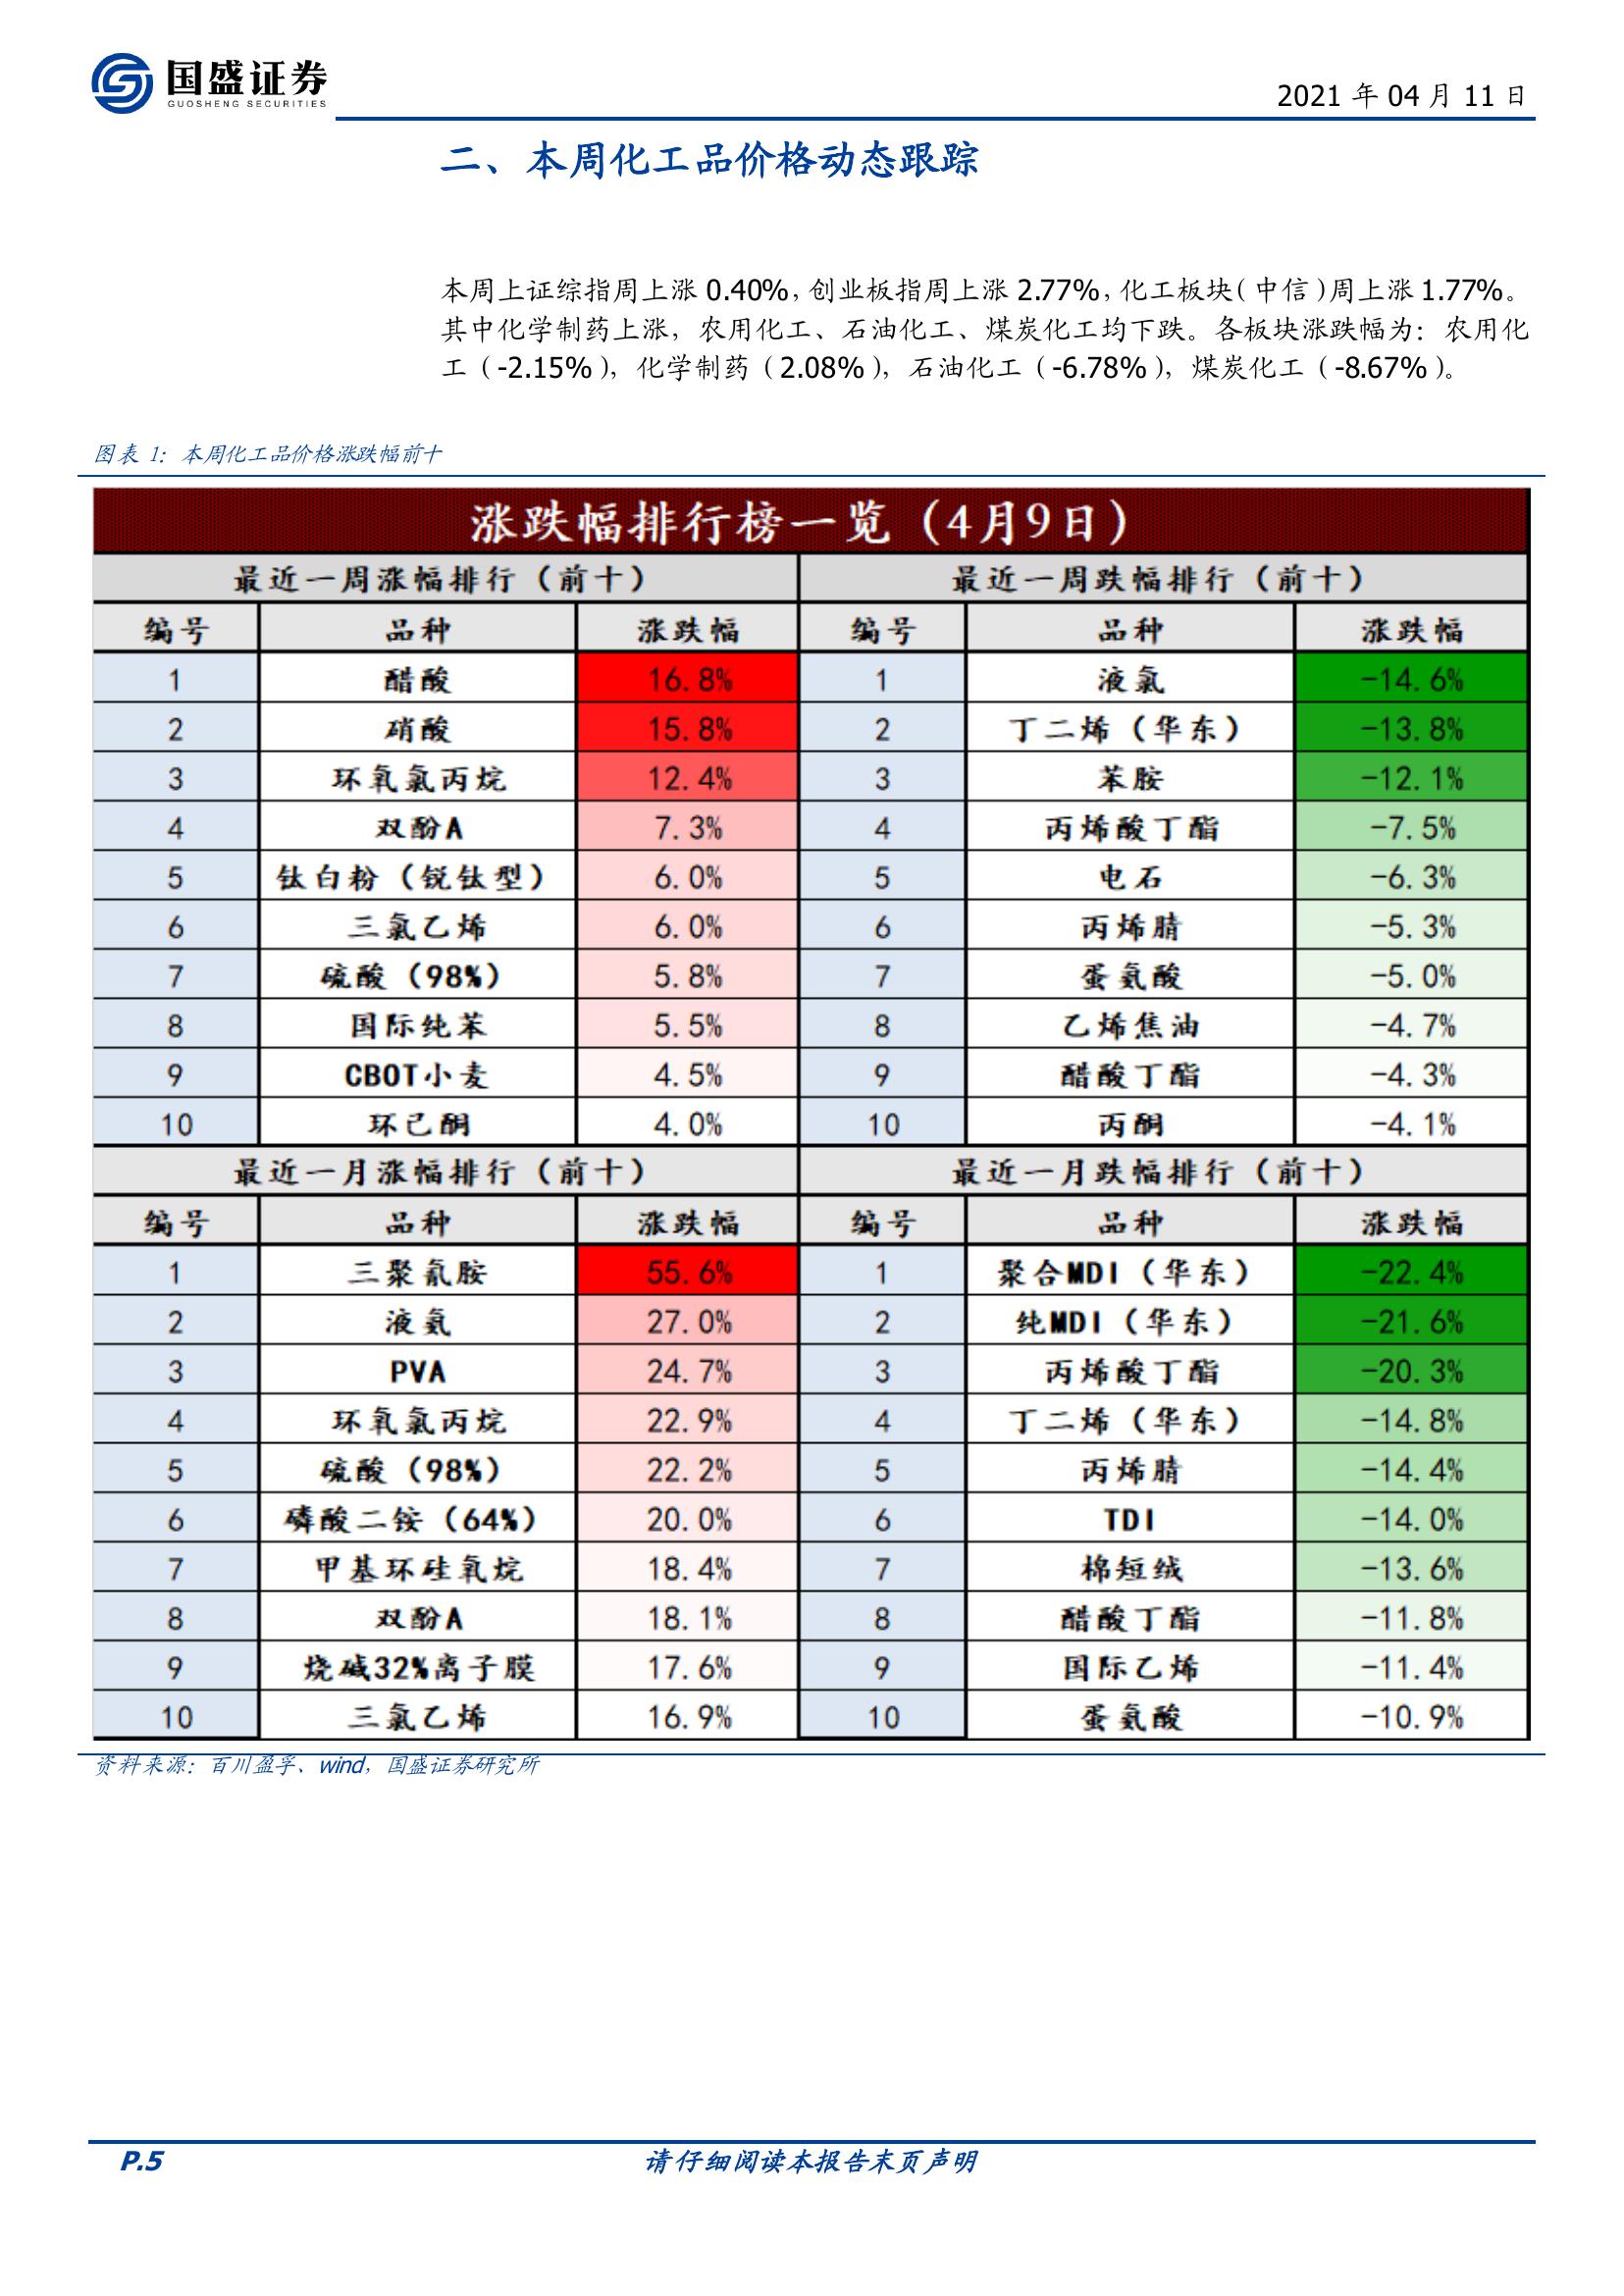 国盛证券
GUOSHENG SECURITIES
2021 年 04 月 11 日
二、本周化工品价格动态跟踪
本周上证综指周上涨 0.40%，创业板指周上涨 2.77%，化工板块（中信）周上涨 1.77%。
其中化学制药上涨，农用化工、石油化工、煤炭化工均下跌。各板块涨跌幅为：农用化
工（-2.15%），化学制药（2.08%），石油化工（-6.78%），煤炭化工（-8.67%）。
图表 1：本周化工品价格涨跌幅前十
涨跌幅排行榜一览（4月9日）
最近一周涨幅排行（前十） 最近一周跌幅排行（前十）
编号 品种 涨跌幅 编号 品种 涨跌幅
1 醋酸 16.8% 1 液氯 -14.6%
2 硝酸 15.8% 2 丁二烯（华东） -13.8%
3 环氧氯丙烷 12.4% 3 苯胺 -12.1%
4 双酚A 7.3% 4 丙烯酸丁酯 -7.5%
5 钛白粉（锐钛型） 6.0% 5 电石 -6.3%
6 三氯乙烯 6.0% 6 丙烯腈 -5.3%
7 硫酸（98%） 5.8% 7 蛋氨酸 -5.0%
8 国际纯苯 5.5% 8 乙烯焦油 -4.7%
9 CBOT小麦 4.5% 9 醋酸丁酯 -4.3%
10 环己酮 4.0% 10 丙酮 -4.1%
最近一月涨幅排行（前十） 最近一月跌幅排行（前十）
编号 品种 涨跌幅 编号 品种 涨跌幅
1 三聚氰胺 55.6% 1 聚合MDI（华东） -22.4%
2 液氨 27.0% 2 纯MDI（华东） -21.6%
3 PVA 24.7% 3 丙烯酸丁酯 -20.3%
4 环氧氯丙烷 22.9% 4 丁二烯（华东） -14.8%
5 硫酸（98%） 22.2% 5 丙烯腈 -14.4%
6 磷酸二铵（64%） 20.0% 6 TDI -14.0%
7 甲基环硅氧烷 18.4% 7 棉短绒 -13.6%
8 双酚A 18.1% 8 醋酸丁酯 -11.8%
9 烧碱32%离子膜 17.6% 9 国际乙烯 -11.4%
10 三氯乙烯 16.9% 10 蛋氨酸 -10.9%
资料来源：百川盈孚、wind，国盛证券研究所
P.5 请仔细阅读本报告末页声明